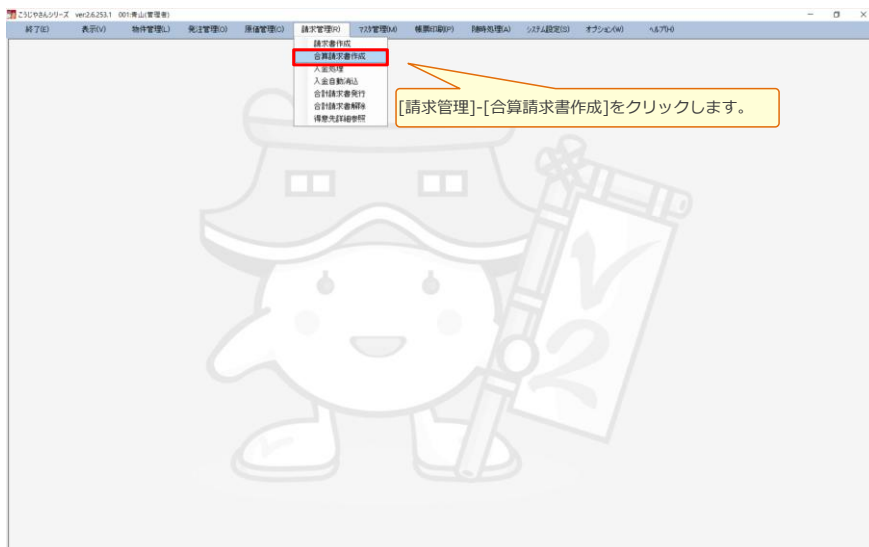 こうじやさんシリーズ ver2.6.253.1 001:青山(管理者)
終了(E) 表示(V) 物件管理(L) 発注管理(O) 原価管理(C) 請求管理(R) マスタ管理(M) 帳票印刷(P) 随時処理(A) システム設定(S) オプション(W) ヘルプ(H)
請求書作成
合算請求書作成
入金処理
入金自動消込
合計請求書発行
合計請求書解除
得意先詳細参照
[請求管理]-[合算請求書作成]をクリックします。
V2